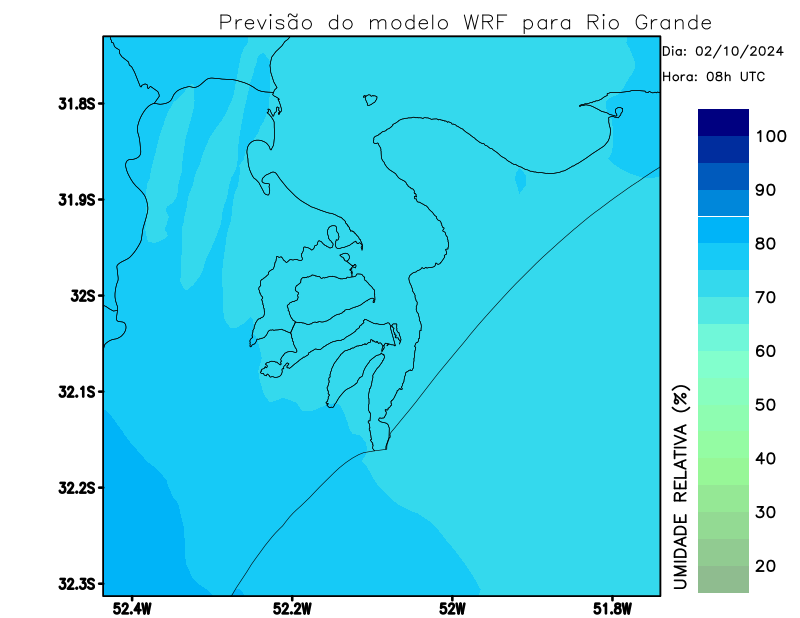 Previsão do modelo WRF para Rio Grande
Dia: 02/10/2024
Hora: 08h UTC
31.8S
31.9S
32S
32.1S
32.2S
32.3S
52.4W
52.2W
52W
51.8W
100
90
80
70
60
50
40
30
20
UMIDADE RELATIVA (%)